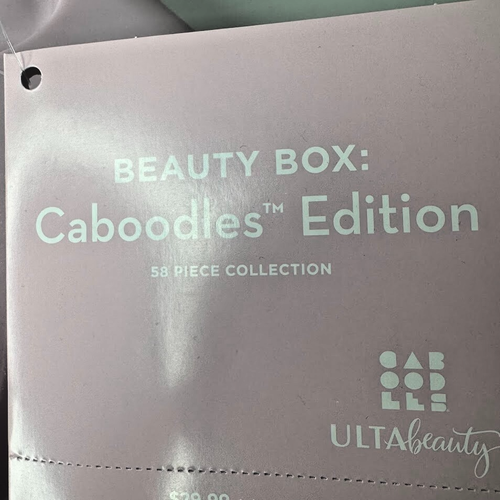 BEAUTY BOX:
Caboodles™ Edition
58 PIECE COLLECTION
CAB
OOD
LES
ULTAbeauty